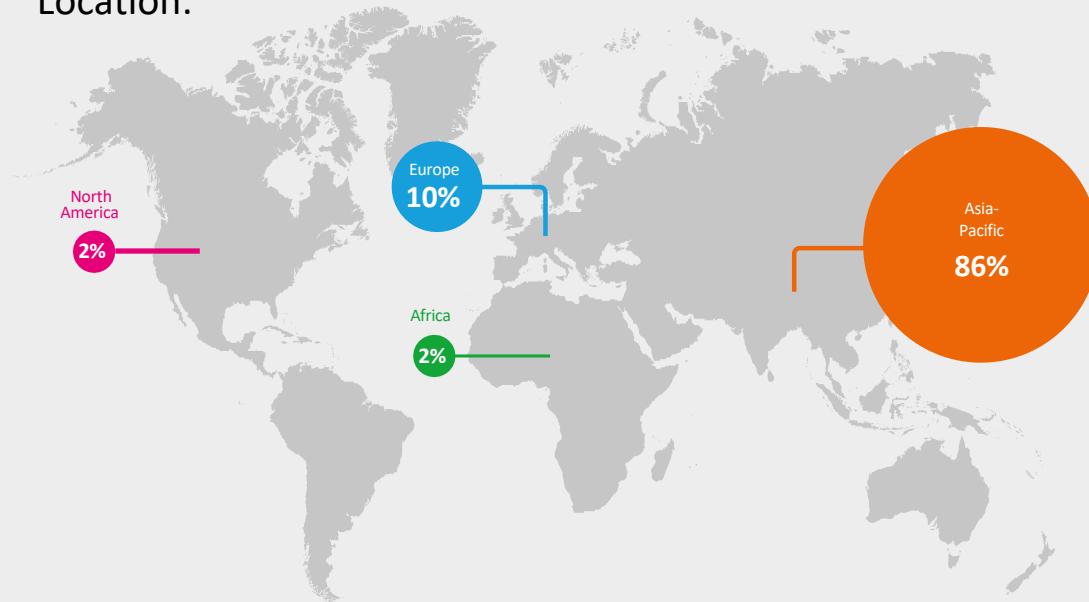 Location:
North
America
2%
Europe
10%
Africa
2%
Asia-
Pacific
86%